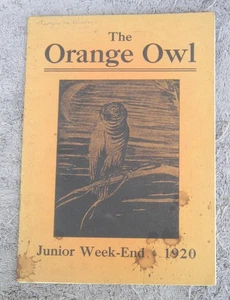 The
Orange Owl
Junior Week-End 1920